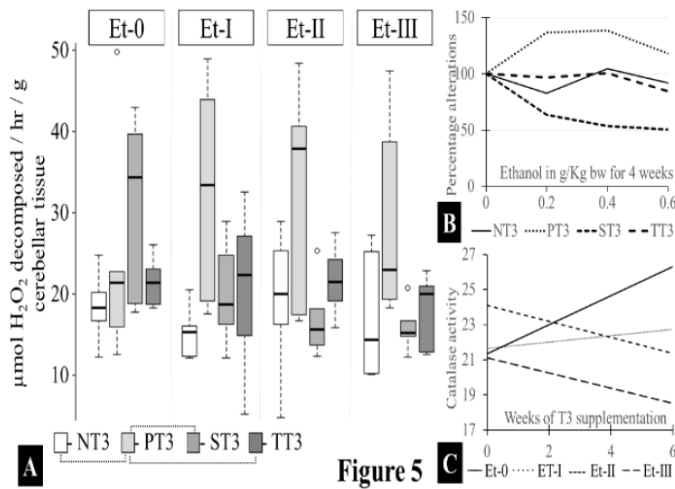 Et-0 Et-I Et-II Et-III
μmol H2O2 decomposed / hr / g
cerebellar tissue
50
40
30
20
10
NT3 PT3 ST3 TT3
A
Figure 5
Percentage alterations
150
100
50
0
0 0.2 0.4 0.6
Ethanol in g/Kg bw for 4 weeks
B
NT3 PT3 ST3 TT3
Catalase activity
27
25
23
21
19
17
0 2 4 6
Weeks of T3 supplementation
C
Et-0 ET-I Et-II Et-III